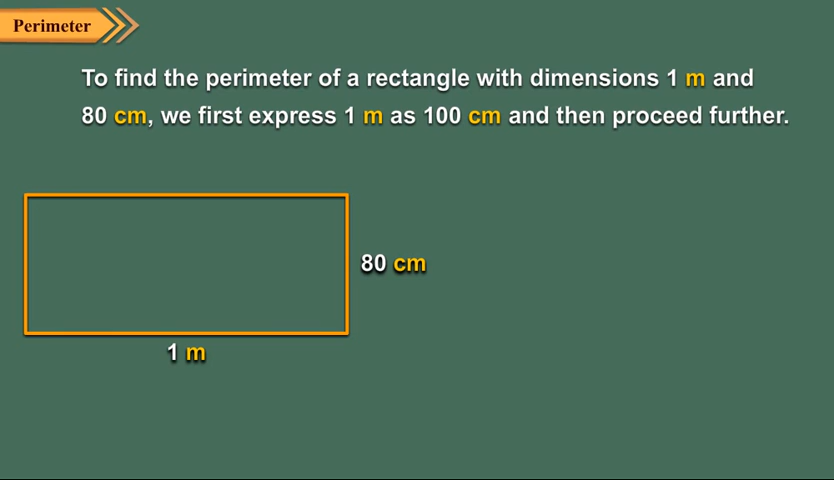 Perimeter
To find the perimeter of a rectangle with dimensions 1 m and
80 cm, we first express 1 m as 100 cm and then proceed further.
80 cm
1 m